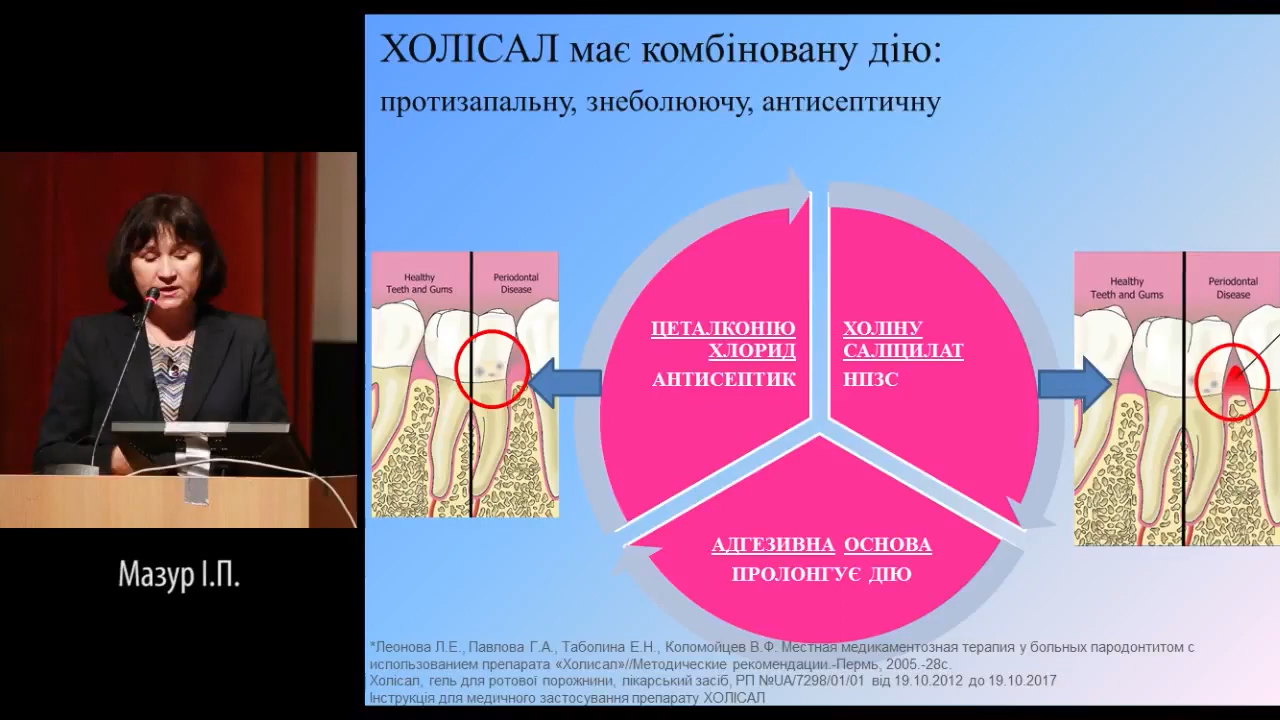 ХОЛІСАЛ має комбіновану дію:
протизапальну, знеболюючу, антисептичну
Healthy
Teeth and Gums
Periodontal
Disease
ЦЕТАЛКОНІЮ
ХЛОРИД
АНТИСЕПТИК
ХОЛІНУ
САЛІЦИЛАТ
НПЗС
Healthy
Teeth and Gums
Periodontal
Disease
АДГЕЗИВНА ОСНОВА
ПРОЛОНГУЄ ДІЮ
Мазур І.П.
*Леонова Л.Е., Павлова Г.А., Таболина Е.Н., Коломойцев В.Ф. Местная медикаментозная терапия у больных пародонтитом с
использованием препарата «Холисал»//Методические рекомендации.-Пермь, 2005.-28с.
Холісал, гель для ротової порожнини, лікарський засіб, РП №UA/7298/01/01 від 19.10.2012 до 19.10.2017
Інструкція для медичного застосування препарату ХОЛІСАЛ